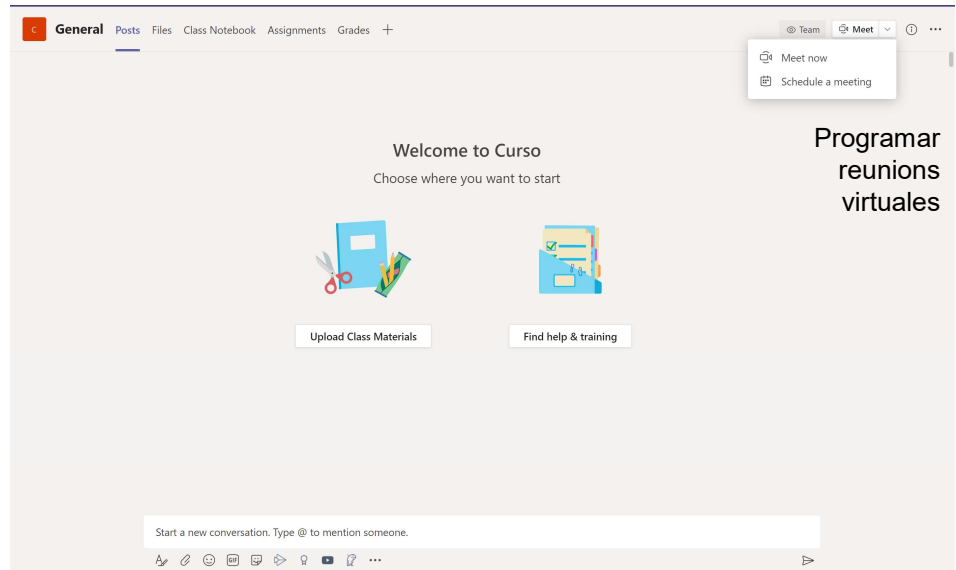 C General Posts Files Class Notebook Assignments Grades
Team Meet
Meet now
Schedule a meeting
Programar
reunions
virtuales
Welcome to Curso
Choose where you want to start
Upload Class Materials Find help & training
Start a new conversation. Type @ to mention someone.
GIF